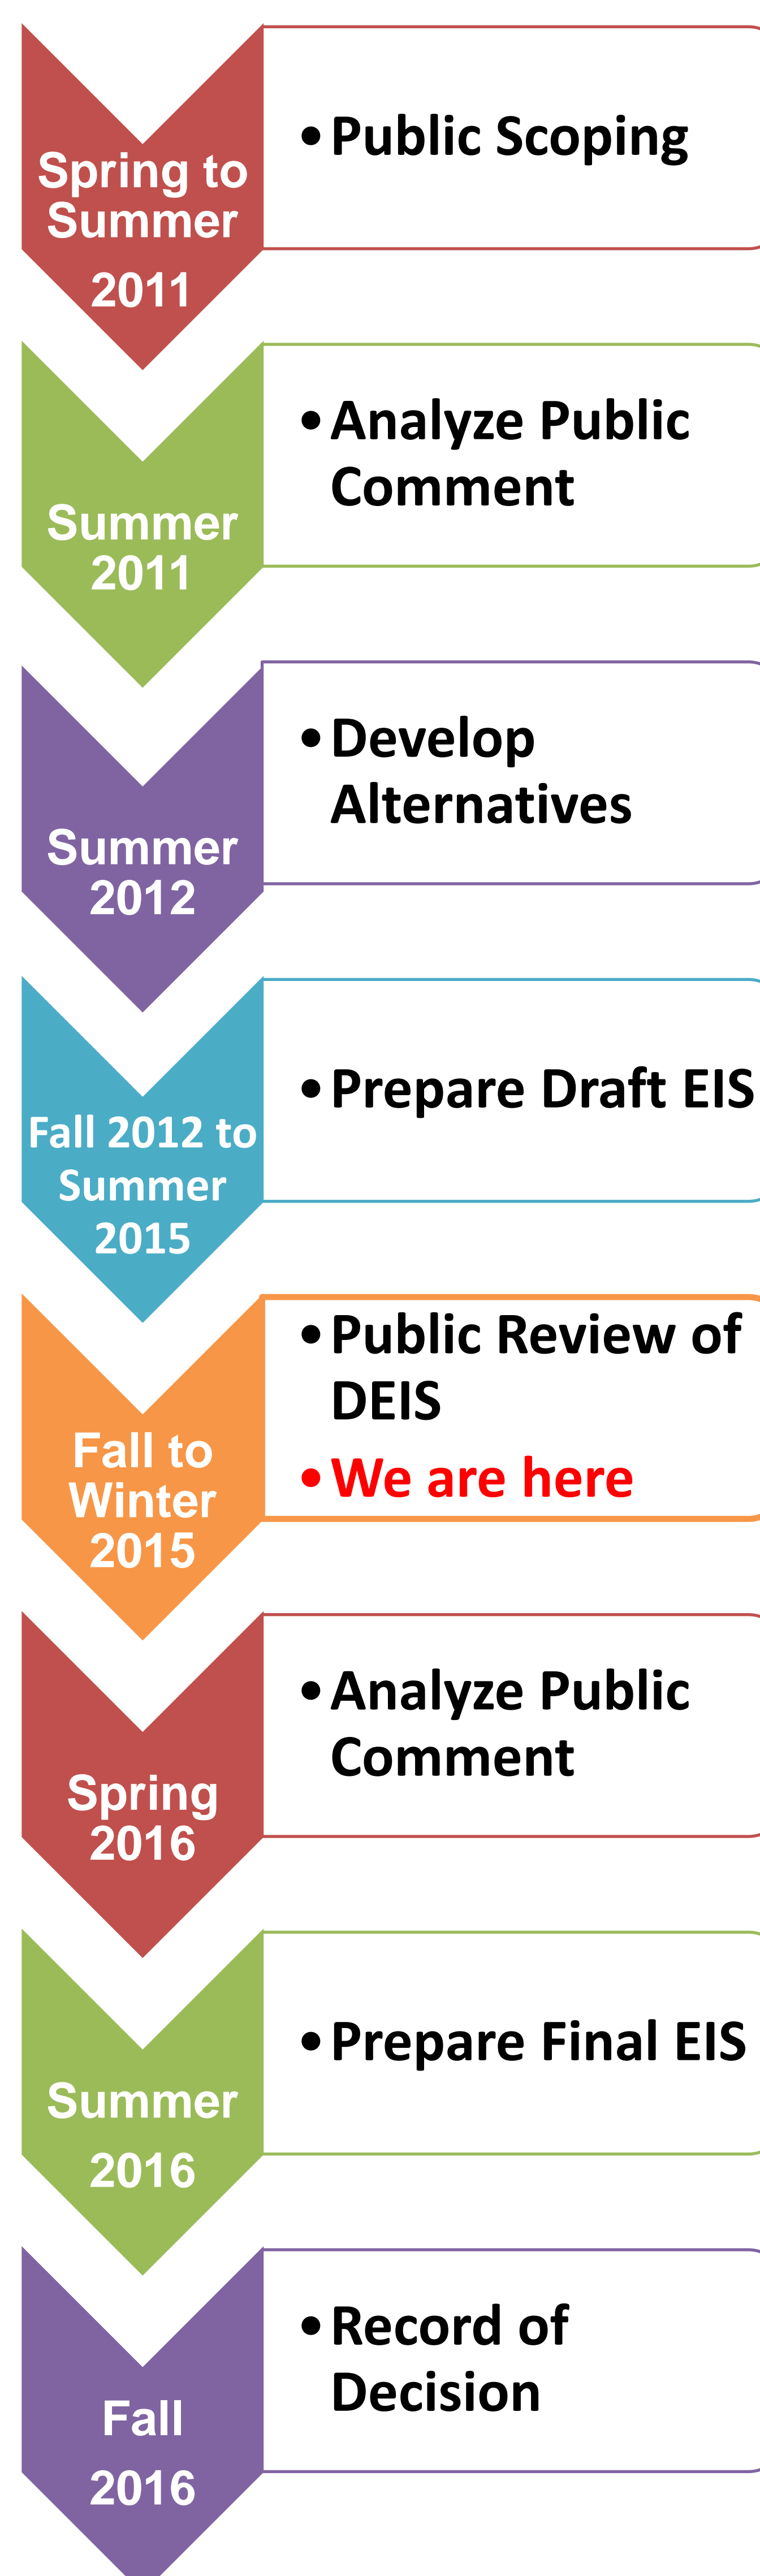 Spring to
Summer
2011
•Public Scoping
Summer
2011
•Analyze Public
Comment
Summer
2012
•Develop
Alternatives
Fall 2012 to
Summer
2015
•Prepare Draft EIS
Fall to
Winter
2015
•Public Review of
DEIS
•We are here
Spring
2016
•Analyze Public
Comment
Summer
2016
•Prepare Final EIS
Fall
2016
•Record of
Decision